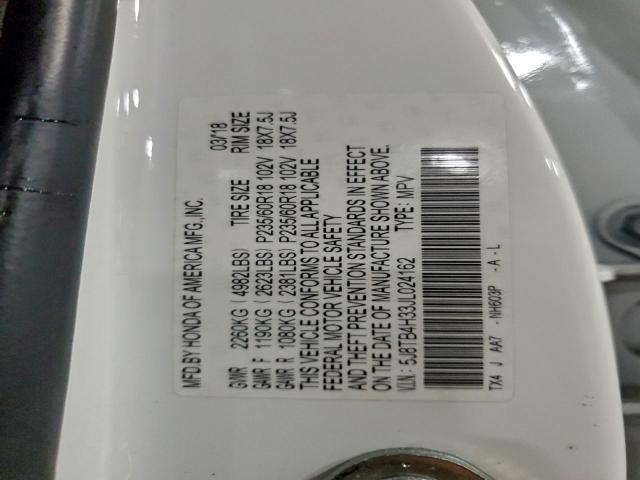 MFD.BY HONDA OF AMERICA MFG.,INC. 03/18
GVWR 2260KG (4982LBS) TIRE SIZE RIM SIZE
GAWR F 1190KG (2623LBS) P235/60R18 102V 18X7.5J
GAWR R 1080KG (2381LBS) P235/60R18 102V 18X7.5J
THIS VEHICLE CONFORMS TO ALL APPLICABLE
FEDERAL MOTOR VEHICLE SAFETY
AND THEFT PREVENTION STANDARDS IN EFFECT
ON THE DATE OF MANUFACTURE SHOWN ABOVE.
V.I.N.: 5J8TB4H33JL024162 TYPE: MPV
TX4 J AA7 -NH603P -A-L